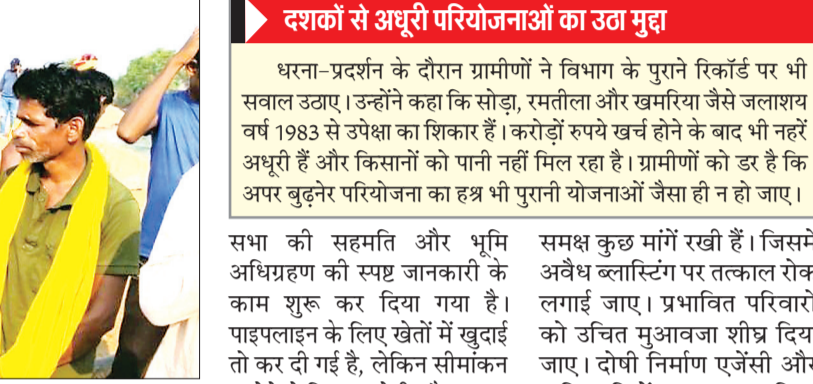 दशकों से अधूरी परियोजनाओं का उठा मुद्दा
धरना-प्रदर्शन के दौरान ग्रामीणों ने विभाग के पुराने रिकॉर्ड पर भी
सवाल उठाए। उन्होंने कहा कि सोड़ा, रमतीला और खमरिया जैसे जलाशय
वर्ष 1983 से उपेक्षा का शिकार हैं। करोड़ों रुपये खर्च होने के बाद भी नहरें
अधूरी हैं और किसानों को पानी नहीं मिल रहा है। ग्रामीणों को डर है कि
अपर बुढ़नेर परियोजना का हश्र भी पुरानी योजनाओं जैसा ही न हो जाए।
सभा की सहमति और भूमि
अधिग्रहण की स्पष्ट जानकारी के
काम शुरू कर दिया गया है।
पाइपलाइन के लिए खेतों में खुदाई
तो कर दी गई है, लेकिन सीमांकन
समक्ष कुछ मांगें रखी हैं। जिसमें
अवैध ब्लास्टिंग पर तत्काल रोक
लगाई जाए। प्रभावित परिवारों
को उचित मुआवजा शीघ्र दिया
जाए। दोषी निर्माण एजेंसी और